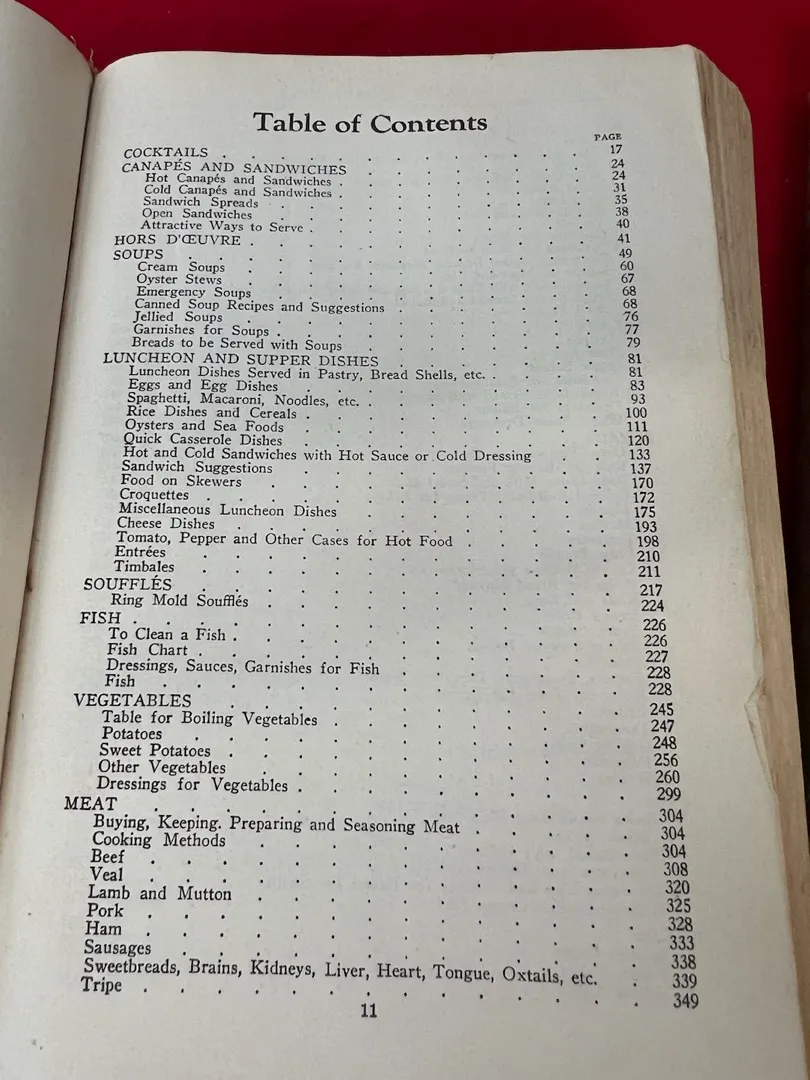 Table of Contents
PAGE
COCKTAILS . . . . . . . . . . 17
CANAPÉS AND SANDWICHES . . . . . . . 24
Hot Canapés and Sandwiches . . . . . . . . 24
Cold Canapés and Sandwiches . . . . . . . . 31
Sandwich Spreads . . . . . . . . . 35
Open Sandwiches . . . . . . . . . 38
Attractive Ways to Serve . . . . . . . . 40
HORS D'ŒUVRE . . . . . . . . . 41
SOUPS . . . . . . . . . . . 49
Cream Soups . . . . . . . . . . 60
Oyster Stews . . . . . . . . . . 67
Emergency Soups . . . . . . . . . 68
Canned Soup Recipes and Suggestions . . . . . . 68
Jellied Soups . . . . . . . . . . 76
Garnishes for Soups . . . . . . . . . 77
Breads to be Served with Soups . . . . . . . 79
LUNCHEON AND SUPPER DISHES . . . . . . 81
Luncheon Dishes Served in Pastry, Bread Shells, etc. . . . . 81
Eggs and Egg Dishes . . . . . . . . 83
Spaghetti, Macaroni, Noodles, etc. . . . . . . . 93
Rice Dishes and Cereals . . . . . . . . 100
Oysters and Sea Foods . . . . . . . . 111
Quick Casserole Dishes . . . . . . . . 120
Hot and Cold Sandwiches with Hot Sauce or Cold Dressing . . 133
Sandwich Suggestions . . . . . . . . 137
Food on Skewers . . . . . . . . . 170
Croquettes . . . . . . . . . . 172
Miscellaneous Luncheon Dishes . . . . . . . 175
Cheese Dishes . . . . . . . . . 193
Tomato, Pepper and Other Cases for Hot Food . . . . . 198
Entrées . . . . . . . . . . 210
Timbales . . . . . . . . . . 211
SOUFFLÉS . . . . . . . . . . 217
Ring Mold Soufflés . . . . . . . . . 224
FISH . . . . . . . . . . . 226
To Clean a Fish . . . . . . . . . . 226
Fish Chart . . . . . . . . . . 227
Dressings, Sauces, Garnishes for Fish . . . . . . 228
Fish . . . . . . . . . . . 228
VEGETABLES . . . . . . . . . 245
Table for Boiling Vegetables . . . . . . . 247
Potatoes . . . . . . . . . . 248
Sweet Potatoes . . . . . . . . . 256
Other Vegetables . . . . . . . . . 260
Dressings for Vegetables . . . . . . . . 299
MEAT . . . . . . . . . . . 304
Buying, Keeping. Preparing and Seasoning Meat . . . . . 304
Cooking Methods . . . . . . . . . 304
Beef . . . . . . . . . . . 308
Veal . . . . . . . . . . . 320
Lamb and Mutton . . . . . . . . . 325
Pork . . . . . . . . . . . 328
Ham . . . . . . . . . . . 333
Sausages . . . . . . . . . . 338
Sweetbreads, Brains, Kidneys, Liver, Heart, Tongue, Oxtails, etc. . 339
Tripe . . . . . . . . . . . 349
11